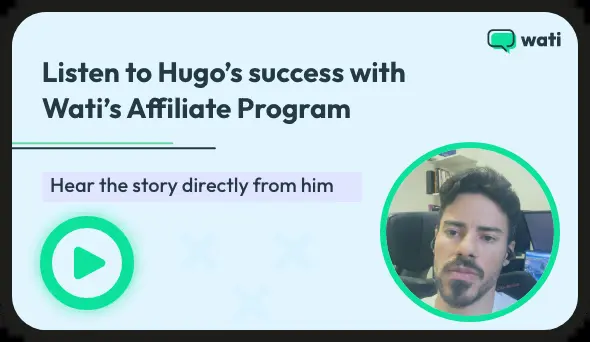 wati
Listen to Hugo’s success with
Wati’s Affiliate Program
Hear the story directly from him